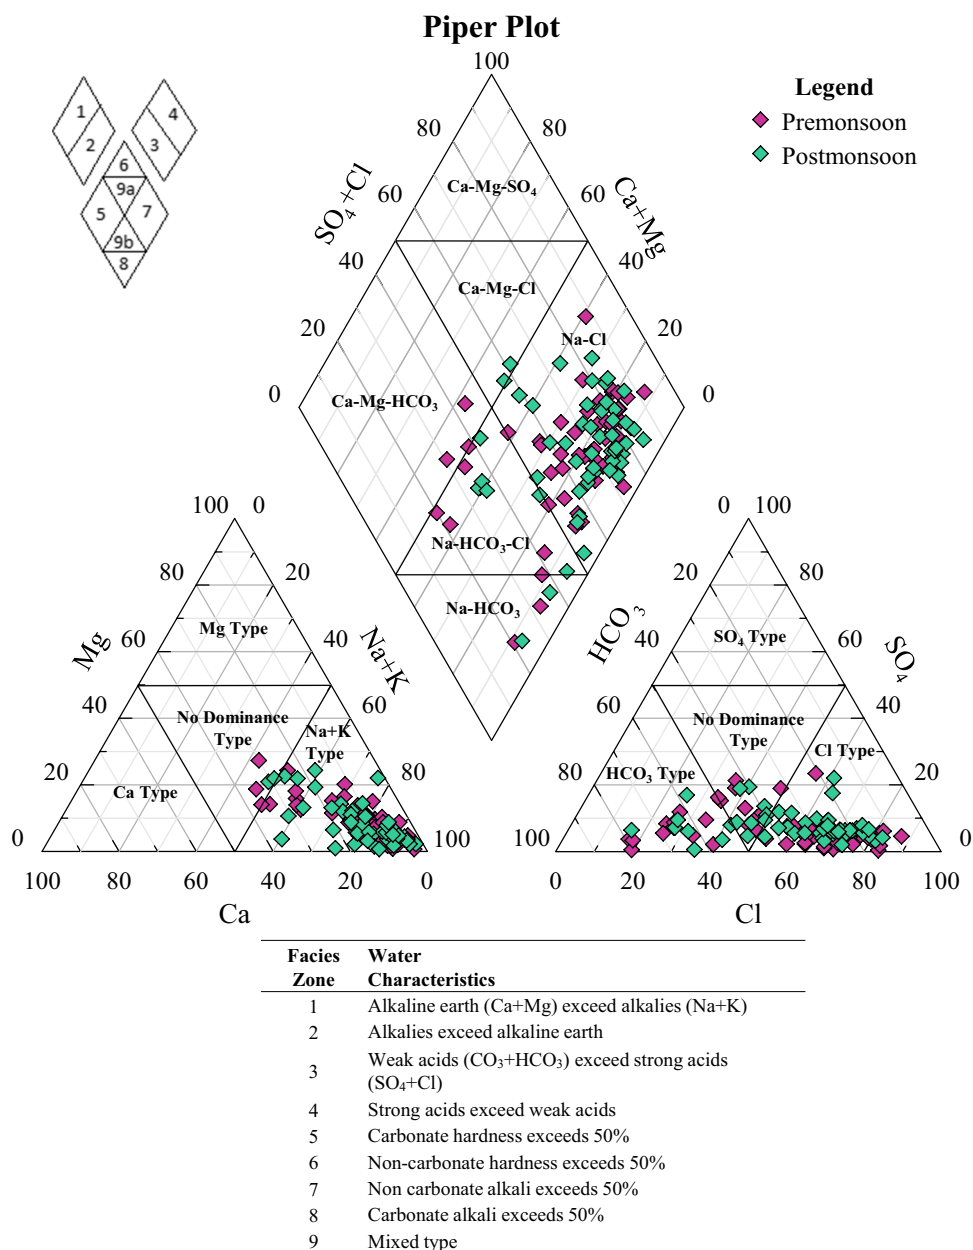 Piper Plot
Legend
Premonsoon
Postmonsoon
1
2
3
4
5
6
7
8
9a
9b
100
80
80
60
60
40
40
20
20
0
0
SO₄+Cl
Ca+Mg
Ca-Mg-SO₄
Ca-Mg-Cl
Na-Cl
Ca-Mg-HCO₃
Na-HCO₃-Cl
Na-HCO₃
100 0
80 20
60 40
40 60
20 80
0 100
Mg
Na+K
Mg Type
No Dominance
Type
Na+K
Type
Ca Type
100 80 60 40 20 0
Ca
0 100
20 80
40 60
60 40
80 20
100 0
HCO₃
SO₄
SO₄ Type
No Dominance
Type
HCO₃ Type
Cl Type
0 20 40 60 80 100
Cl
Facies Water
Zone Characteristics
1 Alkaline earth (Ca+Mg) exceed alkalies (Na+K)
2 Alkalies exceed alkaline earth
3 Weak acids (CO₃+HCO₃) exceed strong acids
(SO₄+Cl)
4 Strong acids exceed weak acids
5 Carbonate hardness exceeds 50%
6 Non-carbonate hardness exceeds 50%
7 Non carbonate alkali exceeds 50%
8 Carbonate alkali exceeds 50%
9 Mixed type